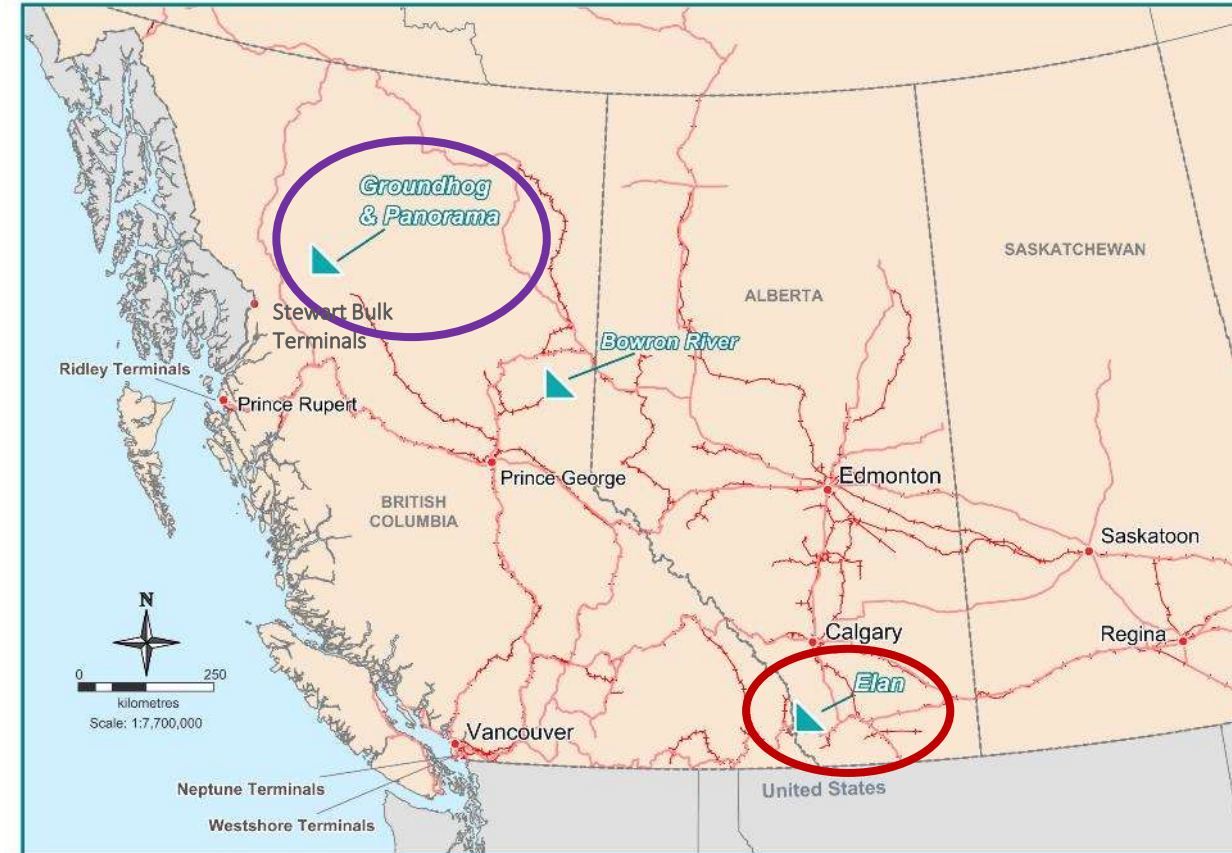 Groundhog
& Panorama
SASKATCHEWAN
ALBERTA
Stewart Bulk
Terminals
Bowron River
Ridley Terminals
Prince Rupert
Prince George
Edmonton
BRITISH
COLUMBIA
Saskatoon
N
Calgary
Regina
0 250
kilometres
Scale: 1:7,700,000
Elan
Vancouver
Neptune Terminals
United States
Westshore Terminals